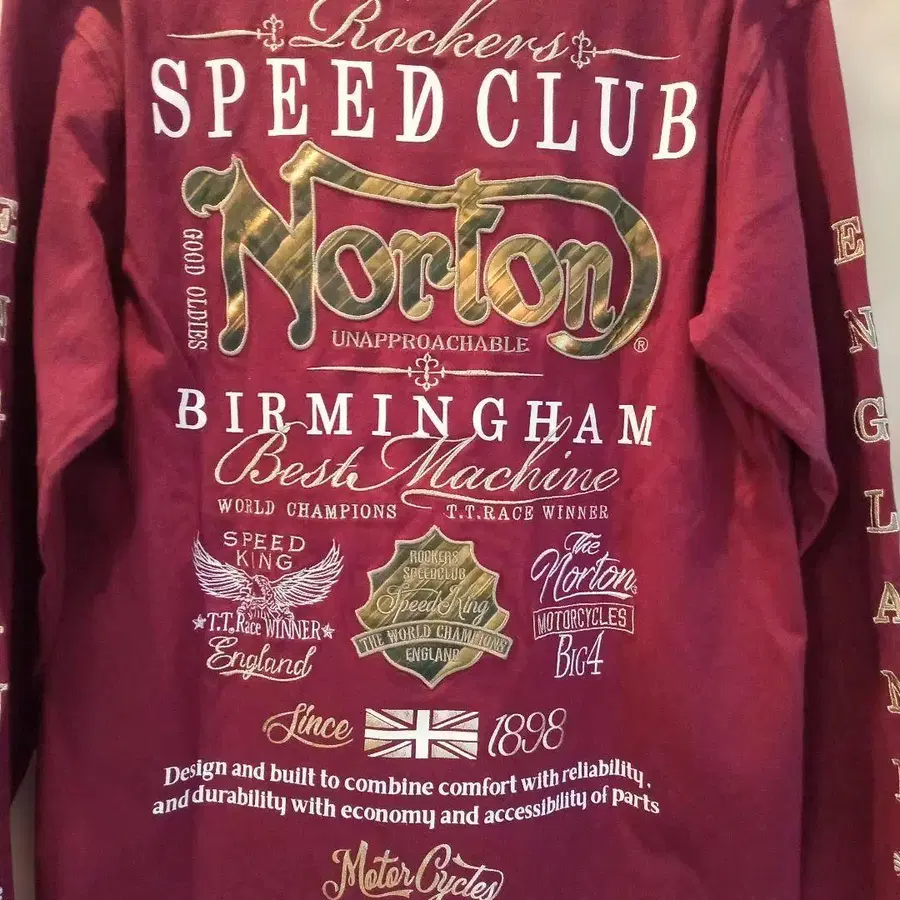 Rockers
SPEED CLUB
Norton
GOOD OLDIES
UNAPPROACHABLE ®
BIRMINGHAM
Best Machine
WORLD CHAMPIONS T.T.RACE WINNER
SPEED
KING
T.T.Race WINNER
England
ROCKERS
SPEEDCLUB
Speed King
THE WORLD CHAMPIONS
ENGLAND
The
Norton
MOTORCYCLES
BIG4
Since 1898
Design and built to combine comfort with reliability.
and durability with economy and accessibility of parts
MotorCycles
ENGLAND